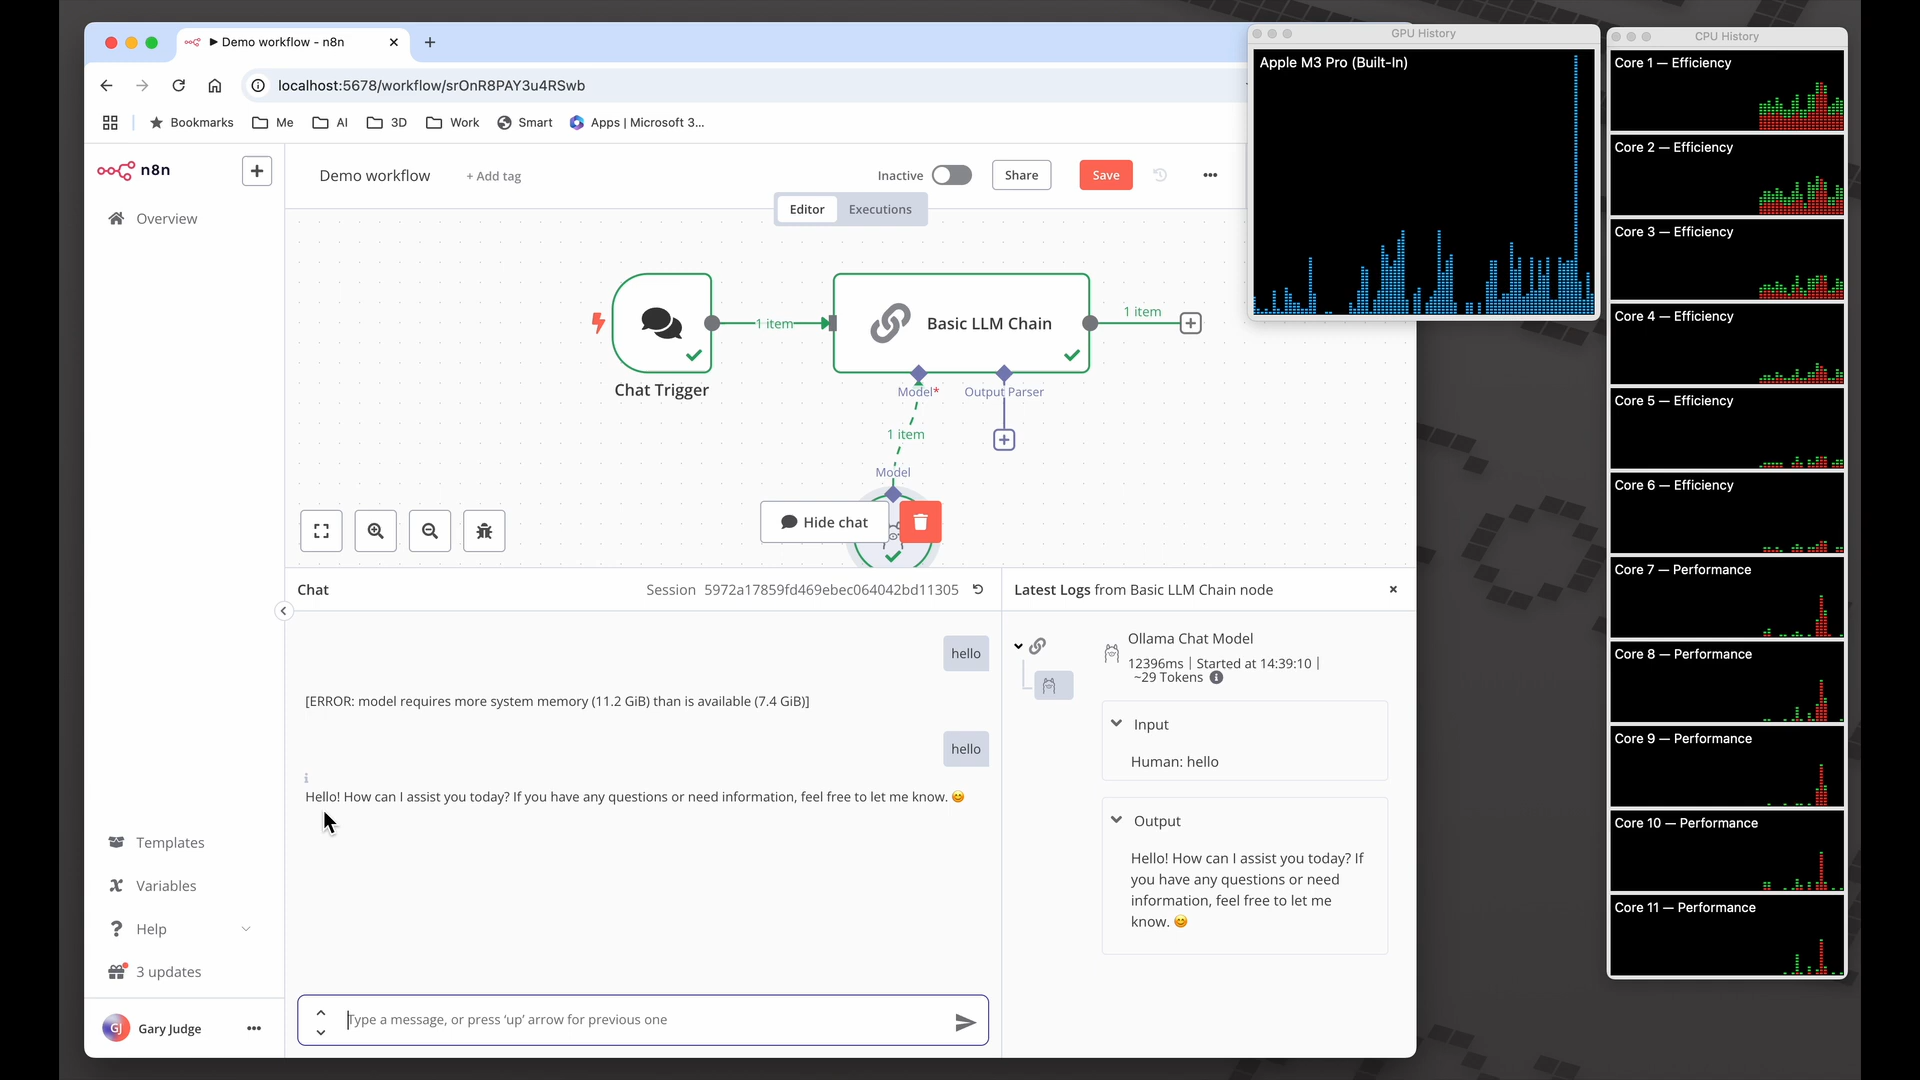 Demo workflow - n8n
localhost:5678/workflow/srOnR8PAY3u4RSwb
Bookmarks
Me
AI
3D
Work
Smart
Apps | Microsoft 3...
n8n
Overview
Templates
Variables
Help
3 updates
GJ
Gary Judge
Demo workflow
+ Add tag
Inactive
Share
Save
Editor
Executions
1 item
Basic LLM Chain
1 item
Chat Trigger
Model*
Output Parser
1 item
Model
Hide chat
Chat
Session 5972a17859fd469ebec064042bd11305
hello
[ERROR: model requires more system memory (11.2 GiB) than is available (7.4 GiB)]
hello
Hello! How can I assist you today? If you have any questions or need information, feel free to let me know. 😊
Type a message, or press ‘up’ arrow for previous one
Latest Logs from Basic LLM Chain node
Ollama Chat Model
12396ms | Started at 14:39:10 |
~29 Tokens
Input
Human: hello
Output
Hello! How can I assist you today? If
you have any questions or need
information, feel free to let me
know. 😊
GPU History
Apple M3 Pro (Built-In)
CPU History
Core 1 — Efficiency
Core 2 — Efficiency
Core 3 — Efficiency
Core 4 — Efficiency
Core 5 — Efficiency
Core 6 — Efficiency
Core 7 — Performance
Core 8 — Performance
Core 9 — Performance
Core 10 — Performance
Core 11 — Performance